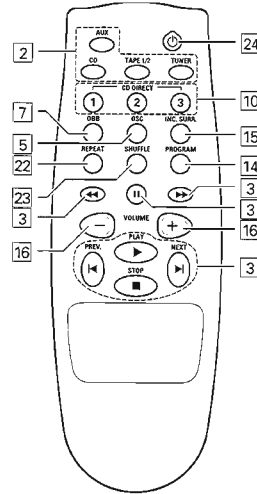 AUX
2
24
CD TAPE 1/2 TUNER
CD DIRECT
1 2 3
10
DBB DSC INC. SURR.
7
5
15
REPEAT SHUFFLE PROGRAM
22
14
23
3
3
3
VOLUME
16
16
PLAY
PREV. NEXT
STOP
3